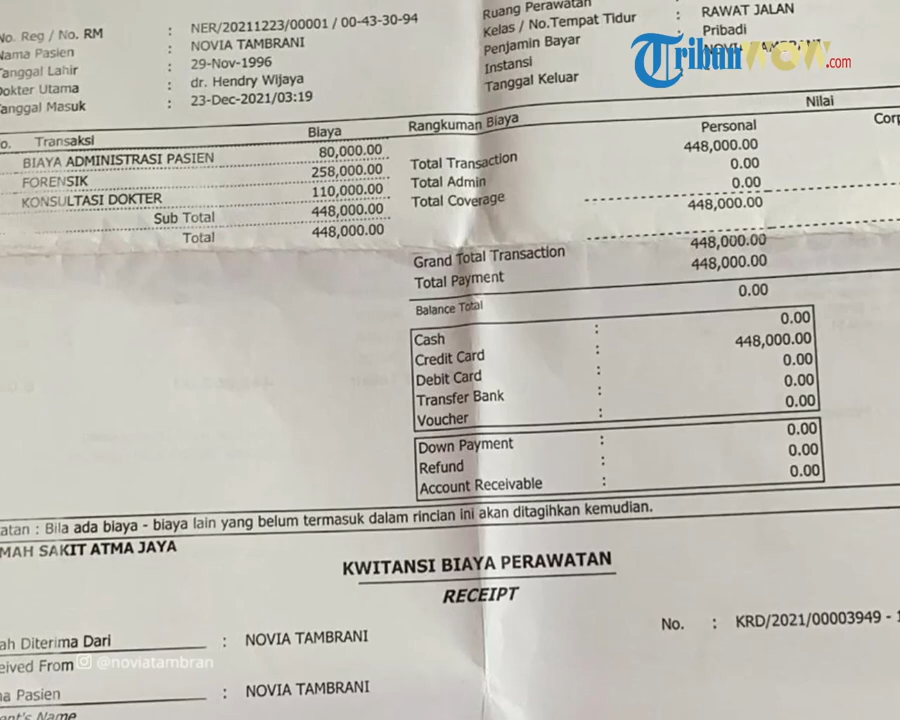 No. Reg / No. RM : NER/20211223/00001 / 00-43-30-94
Nama Pasien : NOVIA TAMBRANI
Tanggal Lahir : 29-Nov-1996
Dokter Utama : dr. Hendry Wijaya
Tanggal Masuk : 23-Dec-2021/03:19
Ruang Perawatan : RAWAT JALAN
Kelas / No.Tempat Tidur : Pribadi
Penjamin Bayar
Instansi
Tanggal Keluar
TribunWOW.com
No. Transaksi Biaya
BIAYA ADMINISTRASI PASIEN 80,000.00
FORENSIK 258,000.00
KONSULTASI DOKTER 110,000.00
Sub Total 448,000.00
Total 448,000.00
Rangkuman Biaya Nilai
Personal Corp
Total Transaction 448,000.00
Total Admin 0.00
Total Coverage 0.00
448,000.00
Grand Total Transaction 448,000.00
Total Payment 448,000.00
Balance Total 0.00
Cash : 0.00
Credit Card : 448,000.00
Debit Card : 0.00
Transfer Bank : 0.00
Voucher : 0.00
Down Payment : 0.00
Refund : 0.00
Account Receivable : 0.00
atan : Bila ada biaya - biaya lain yang belum termasuk dalam rincian ini akan ditagihkan kemudian.
MAH SAKIT ATMA JAYA
KWITANSI BIAYA PERAWATAN
RECEIPT
No. : KRD/2021/00003949 -
ah Diterima Dari : NOVIA TAMBRANI
eived From
@noviatambran
na Pasien : NOVIA TAMBRANI
ent's Name